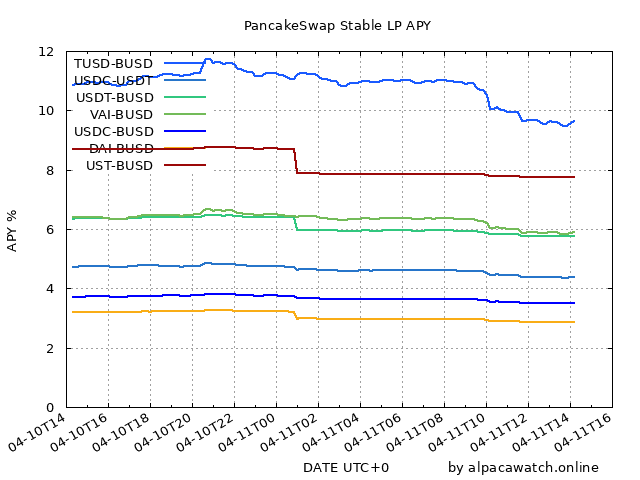 PancakeSwap Stable LP APY
APY %
12
10
8
6
4
2
0
TUSD-BUSD
USDC-USDT
USDT-BUSD
VAI-BUSD
USDC-BUSD
DAI-BUSD
UST-BUSD
04-10T14
04-10T16
04-10T18
04-10T20
04-10T22
04-11T00
04-11T02
04-11T04
04-11T06
04-11T08
04-11T10
04-11T12
04-11T14
04-11T16
DATE UTC+0
by alpacawatch.online